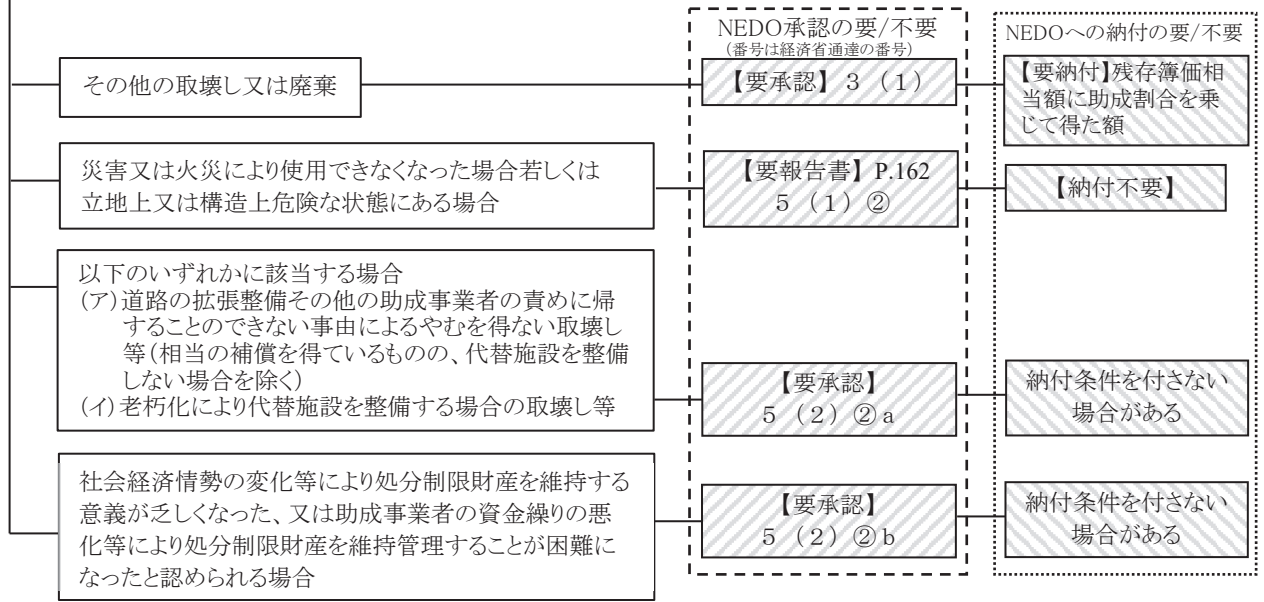 NEDO承認の要/不要
(番号は経済省通達の番号)
NEDOへの納付の要/不要
その他の取壊し又は廃棄
【要承認】 3 （1）
【要納付】残存簿価相
当額に助成割合を乗
じて得た額
災害又は火災により使用できなくなった場合若しくは
立地上又は構造上危険な状態にある場合
【要報告書】 P.162
5 （1）②
【納付不要】
以下のいずれかに該当する場合
(ア)道路の拡張整備その他の助成事業者の責めに帰
することのできない事由によるやむを得ない取壊し
等(相当の補償を得ているものの、代替施設を整備
しない場合を除く)
(イ)老朽化により代替施設を整備する場合の取壊し等
【要承認】
5 （2）②a
納付条件を付さない
場合がある
社会経済情勢の変化等により処分制限財産を維持する
意義が乏しくなった、又は助成事業者の資金繰りの悪
化等により処分制限財産を維持管理することが困難に
なったと認められる場合
【要承認】
5 （2）②b
納付条件を付さない
場合がある